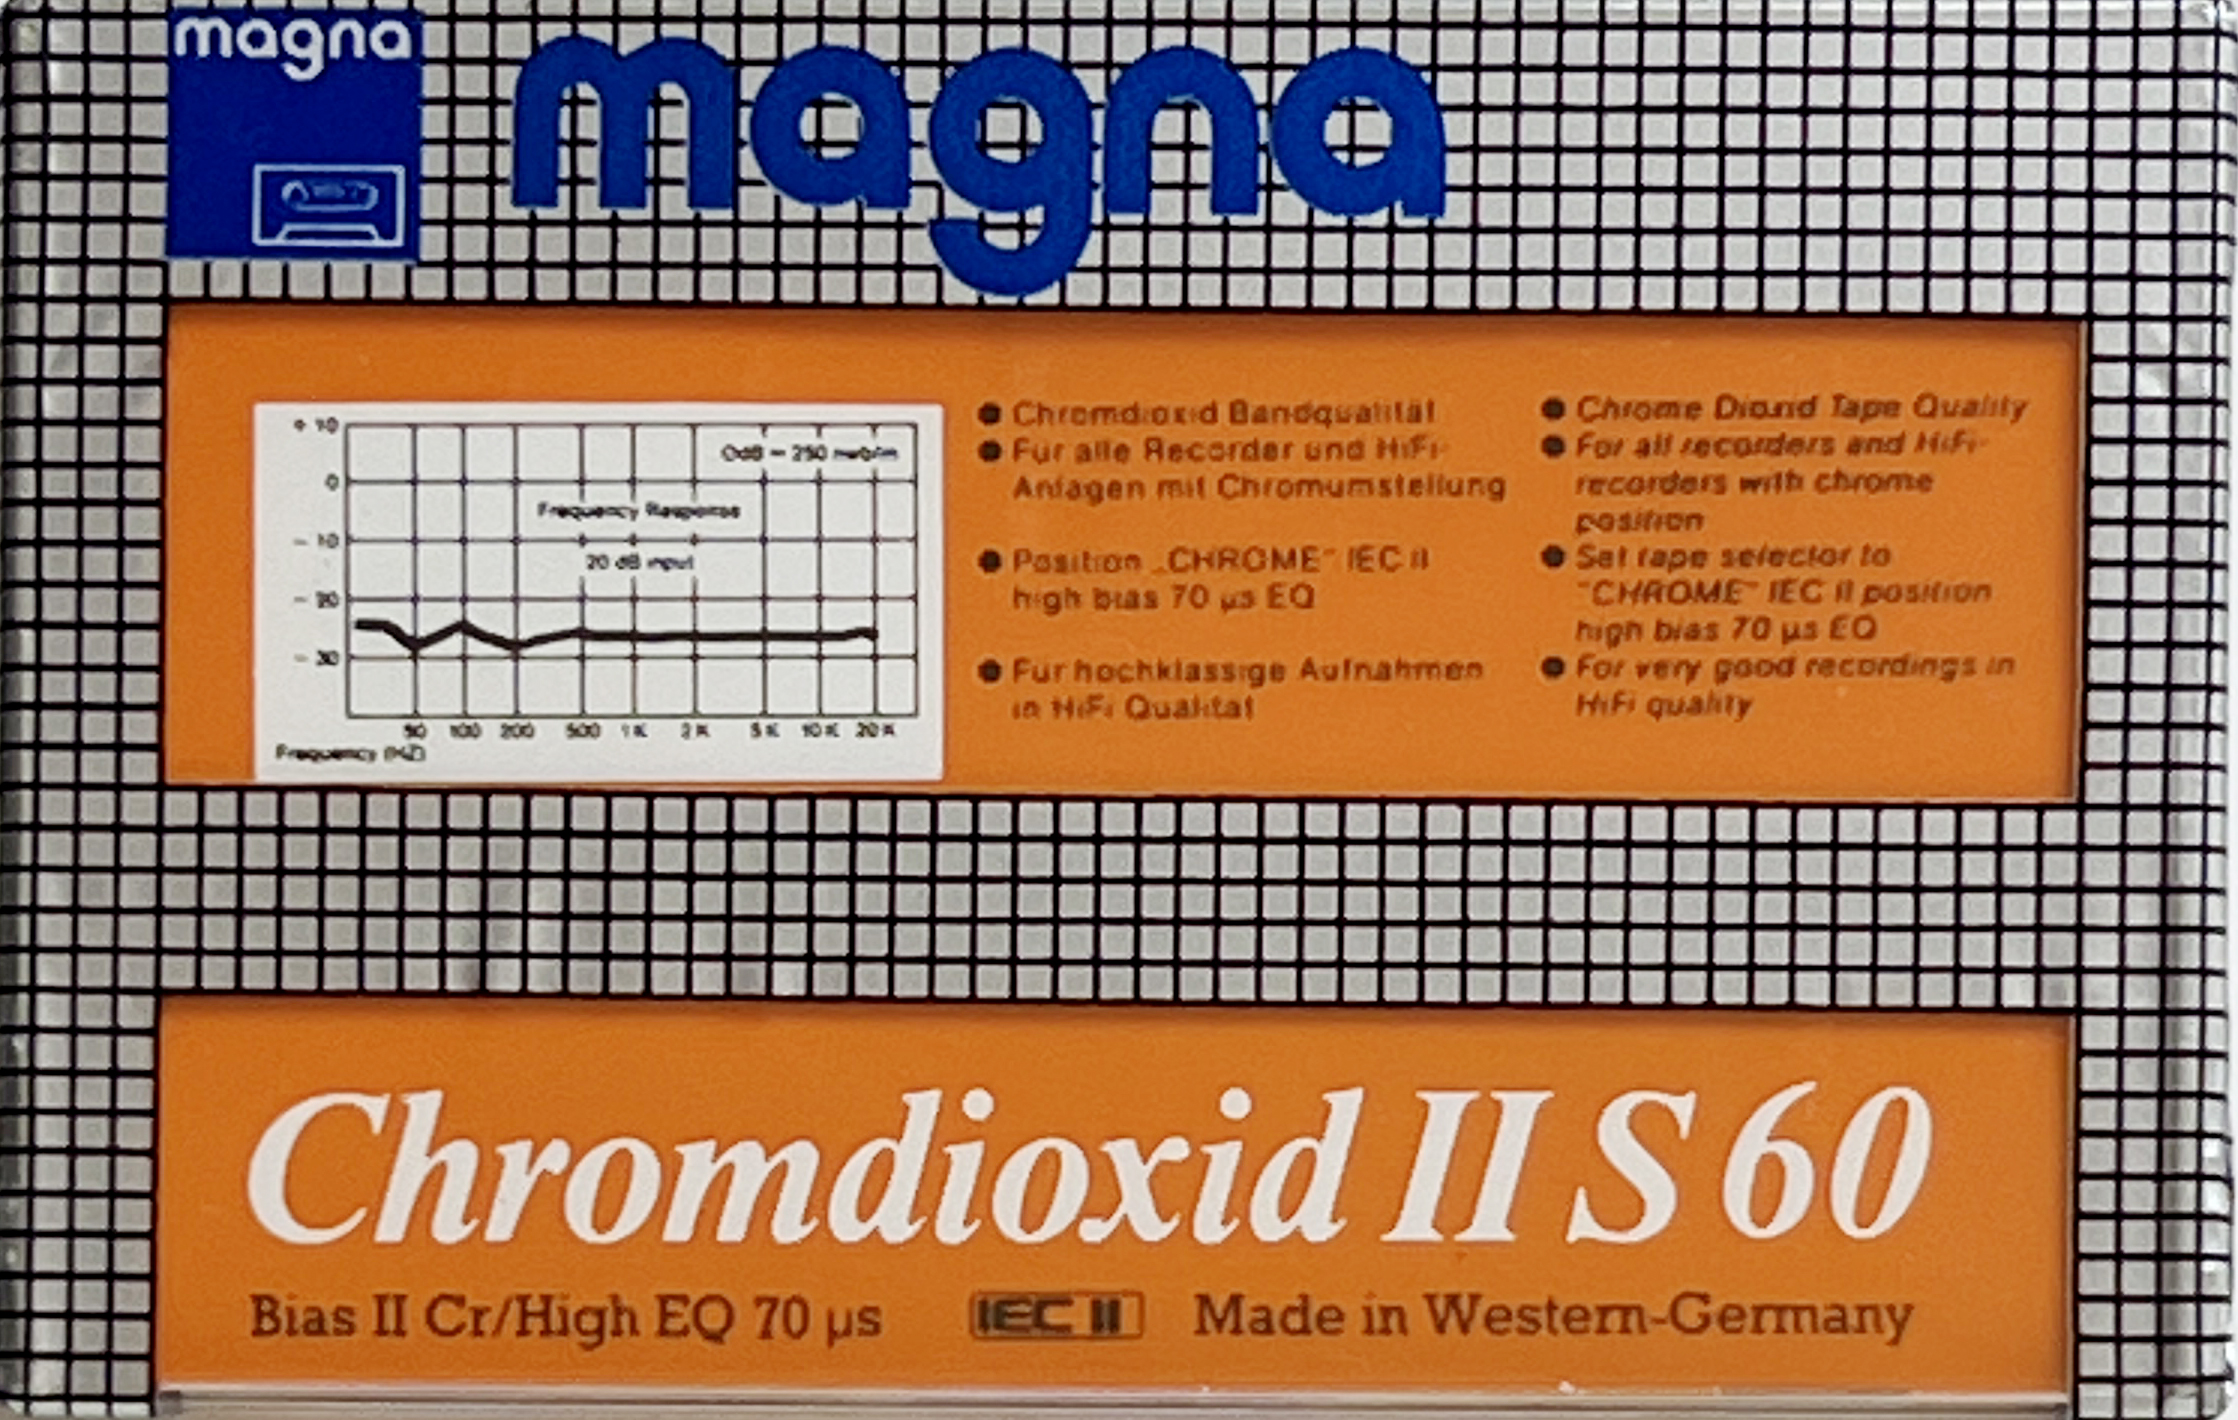 magna
magna
+ 10
0dB = 250 nwb/m
0
Frequency Response
- 10
20 dB input
- 20
- 30
50 100 200 500 1K 2K 5K 10K 20K
Frequency (HZ)
● Chromdioxid Bandqualität
● Für alle Recorder und HiFi-
Anlagen mit Chromumstellung
● Position „CHROME“ IEC II
high bias 70 µs EQ
● Für hochklassige Aufnahmen
in HiFi Qualität
● Chrome Dioxid Tape Quality
● For all recorders and HiFi-
recorders with chrome
position
● Set tape selector to
"CHROME" IEC II position
high bias 70 µs EQ
● For very good recordings in
HiFi quality
Chromdioxid II S 60
Bias II Cr/High EQ 70 µs IEC II Made in Western-Germany